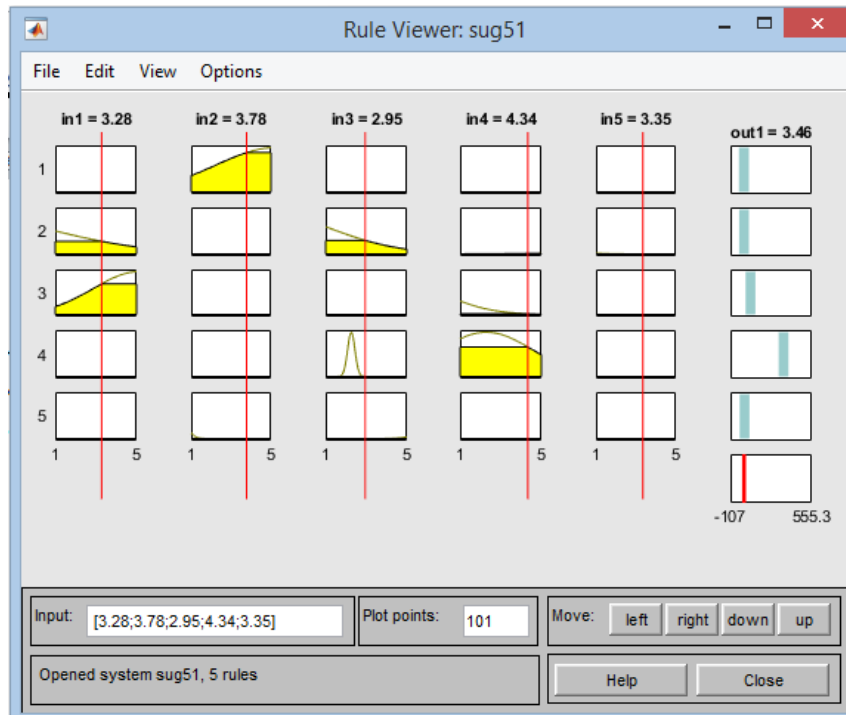 Rule Viewer: sug51
File Edit View Options
in1 = 3.28 in2 = 3.78 in3 = 2.95 in4 = 4.34 in5 = 3.35 out1 = 3.46
1
2
3
4
5
1 5 1 5 1 5 1 5 1 5
-107 555.3
Input: [3.28;3.78;2.95;4.34;3.35] Plot points: 101 Move: left right down up
Opened system sug51, 5 rules Help Close